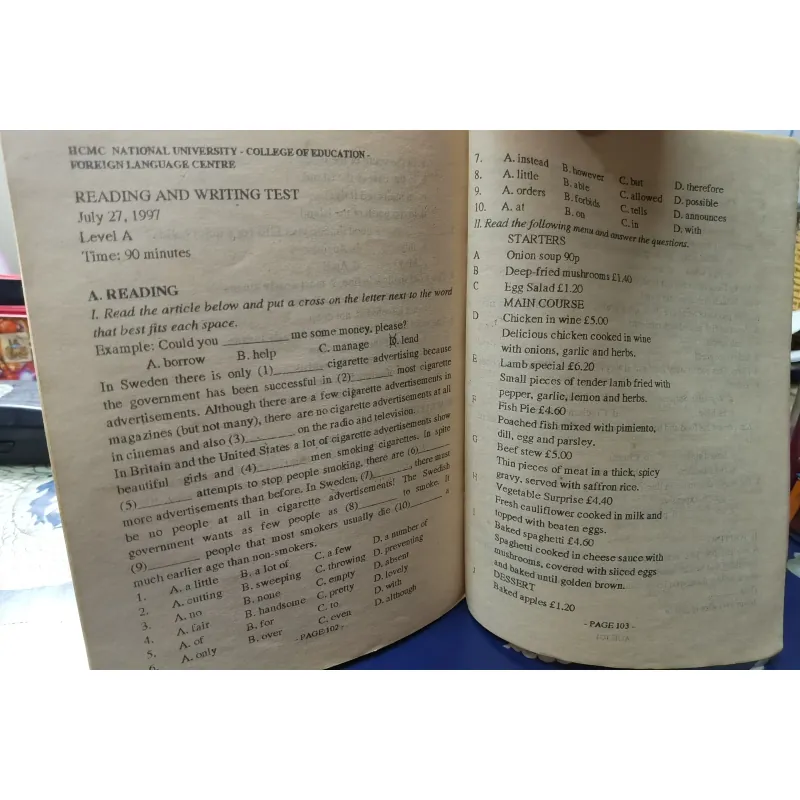 HCMC NATIONAL UNIVERSITY - COLLEGE OF EDUCATION -
FOREIGN LANGUAGE CENTRE
READING AND WRITING TEST
July 27, 1997
Level A
Time: 90 minutes
A. READING
I. Read the article below and put a cross on the letter next to the word
that best fits each space.
Example: Could you ________ me some money, please?
A. borrow B. help C. manage D. lend
In Sweden there is only (1)________ cigarette advertising because
the government has been successful in (2)________ most cigarette
advertisements. Although there are a few cigarette advertisements in
magazines (but not many), there are no cigarette advertisements at all
in cinemas and also (3)________ on the radio and television.
In Britain and the United States a lot of cigarette advertisements show
beautiful girls and (4)________ men smoking cigarettes. In spite
(5)________ attempts to stop people smoking, there are (6)________
more advertisements than before. In Sweden, (7)________, there must
be no people at all in cigarette advertisements! The Swedish
government wants as few people as (8)________ to smoke. It
(9)________ people that most smokers usually die (10)________ a
much earlier age than non-smokers.
1. A. a little B. a lot of C. a few D. a number of
2. A. cutting B. sweeping C. throwing D. preventing
3. A. no B. none C. empty D. absent
4. A. fair B. handsome C. pretty D. lovely
5. A. of B. for C. to D. with
6. A. only B. over C. even D. although
- PAGE 102 -
7. A. instead B. however C. but D. therefore
8. A. little B. able C. allowed D. possible
9. A. orders B. forbids C. tells D. announces
10. A. at B. on C. in D. with
II. Read the following menu and answer the questions.
STARTERS
A Onion soup 90p
B Deep-fried mushrooms £1.40
C Egg Salad £1.20
MAIN COURSE
D Chicken in wine £5.00
Delicious chicken cooked in wine
with onions, garlic and herbs.
E Lamb special £6.20
Small pieces of tender lamb fried with
pepper, garlic, lemon and herbs.
F Fish Pie £4.60
Poached fish mixed with pimiento,
dill, egg and parsley.
G Beef stew £5.00
Thin pieces of meat in a thick, spicy
gravy, served with saffron rice.
H Vegetable Surprise £4.40
Fresh cauliflower cooked in milk and
topped with beaten eggs.
I Baked spaghetti £4.60
Spaghetti cooked in cheese sauce with
mushrooms, covered with sliced eggs
and baked until golden brown.
DESSERT
J Baked apples £1.20
- PAGE 103 -